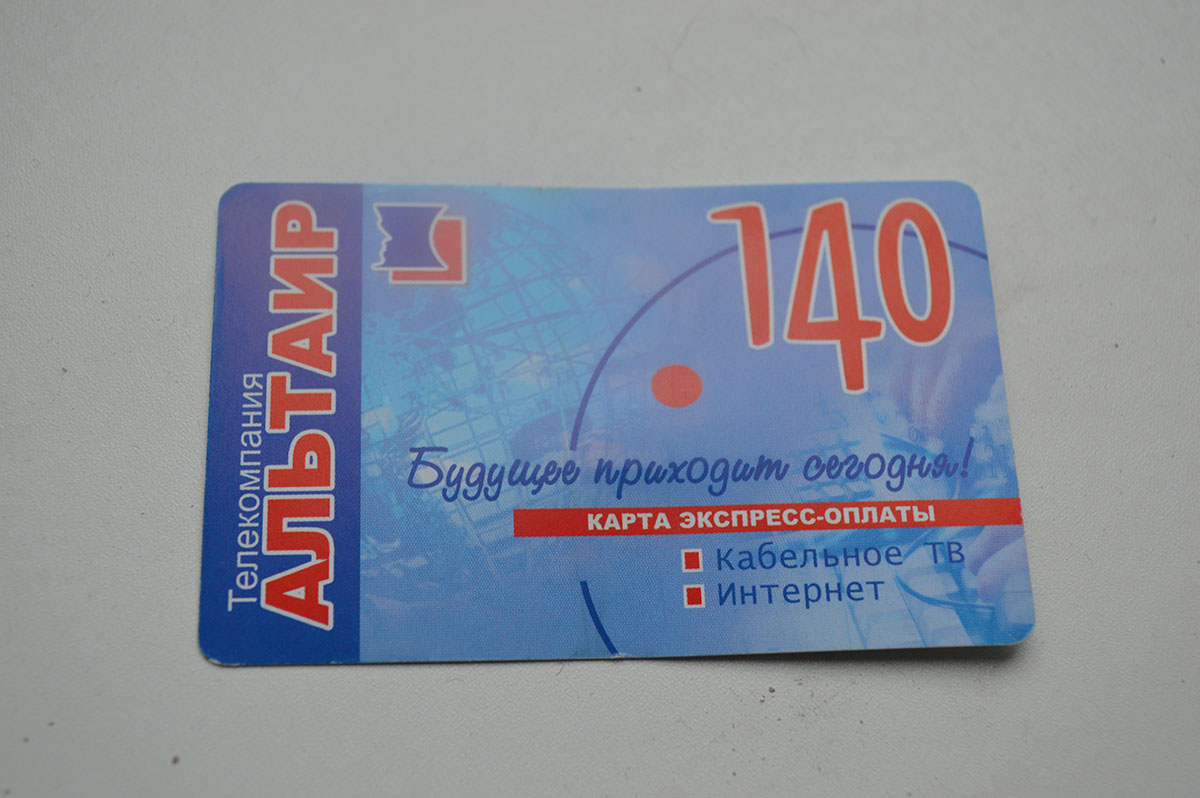 Телекомпания
АЛЬТАИР
140
Будущее приходит сегодня!
КАРТА ЭКСПРЕСС-ОПЛАТЫ
Кабельное ТВ
Интернет